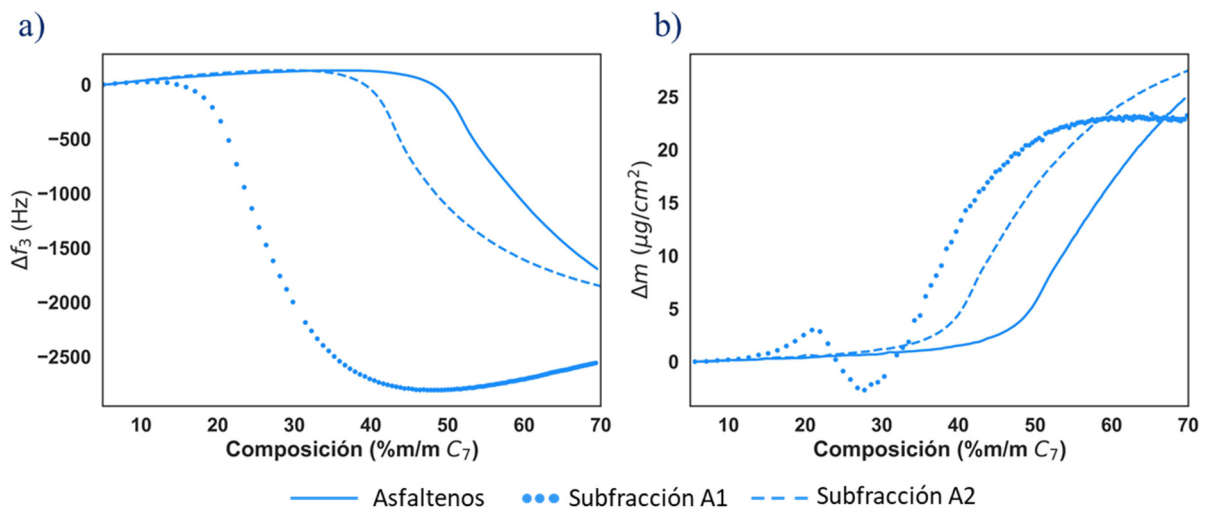 a)
Δf₃ (Hz)
0
−500
−1000
−1500
−2000
−2500
10 20 30 40 50 60 70
Composición (%m/m C₇)
b)
Δm (μg/cm²)
25
20
15
10
5
0
10 20 30 40 50 60 70
Composición (%m/m C₇)
Asfaltenos Subfracción A1 Subfracción A2